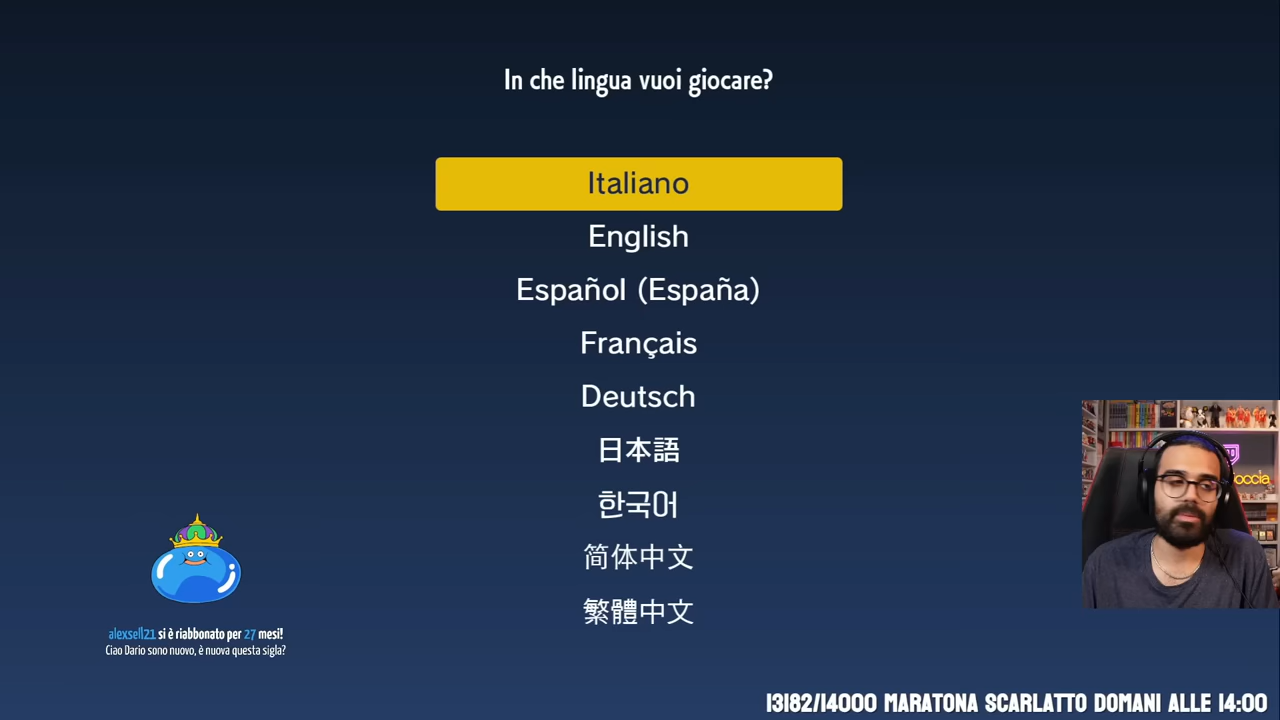 In che lingua vuoi giocare?
Italiano
English
Español (España)
Français
Deutsch
日本語
한국어
简体中文
繁體中文
alexsell21 si è riabbonato per 27 mesi!
Ciao Dario sono nuovo, è nuova questa sigla?
13182/14000 MARATONA SCARLATTO DOMANI ALLE 14:00